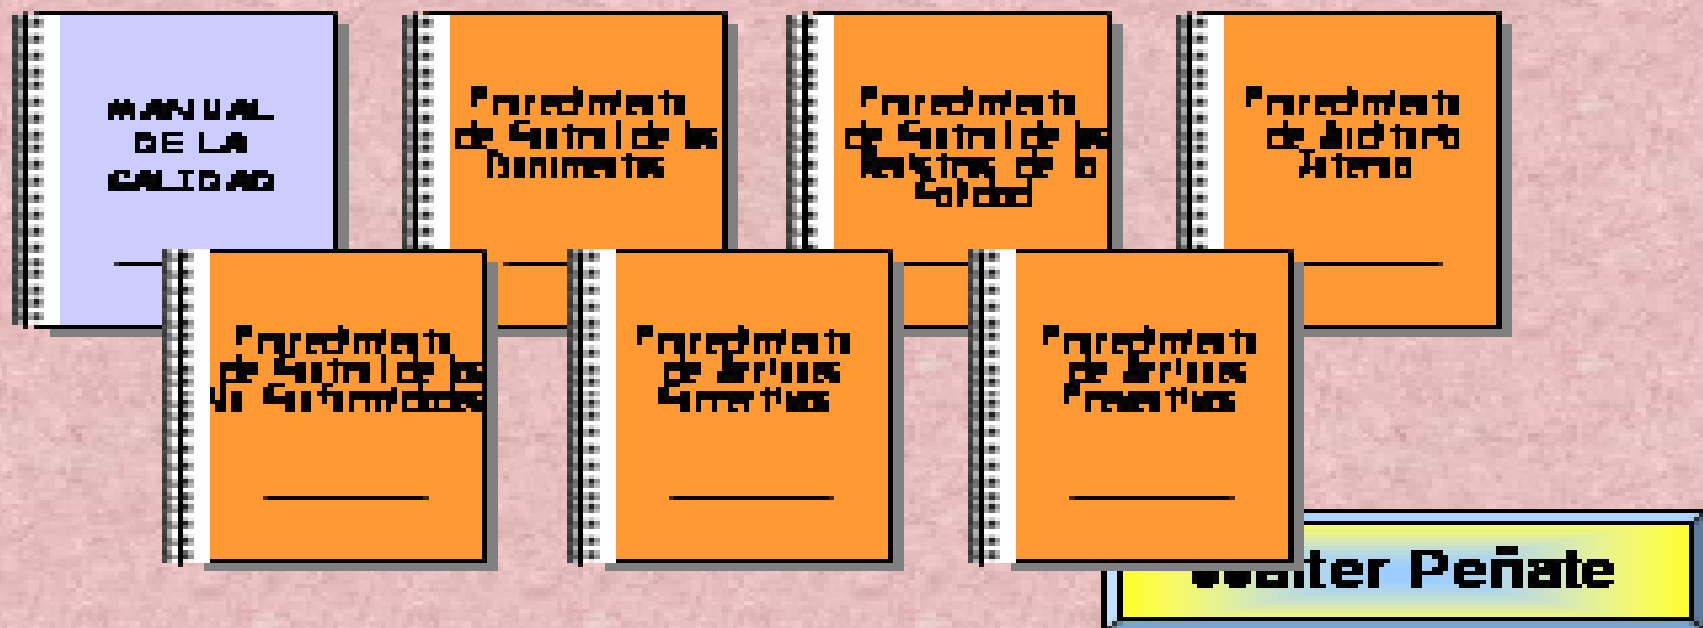 MANUAL
DE LA
CALIDAD
Procedimiento
de Control de los
Documentos
Procedimiento
de Control de los
Registros de la
Calidad
Procedimiento
de Auditoria
Interna
Procedimiento
de Control de las
No Conformidades
Procedimiento
de Acciones
Correctivas
Procedimiento
de Acciones
Preventivas
Walter Peñate